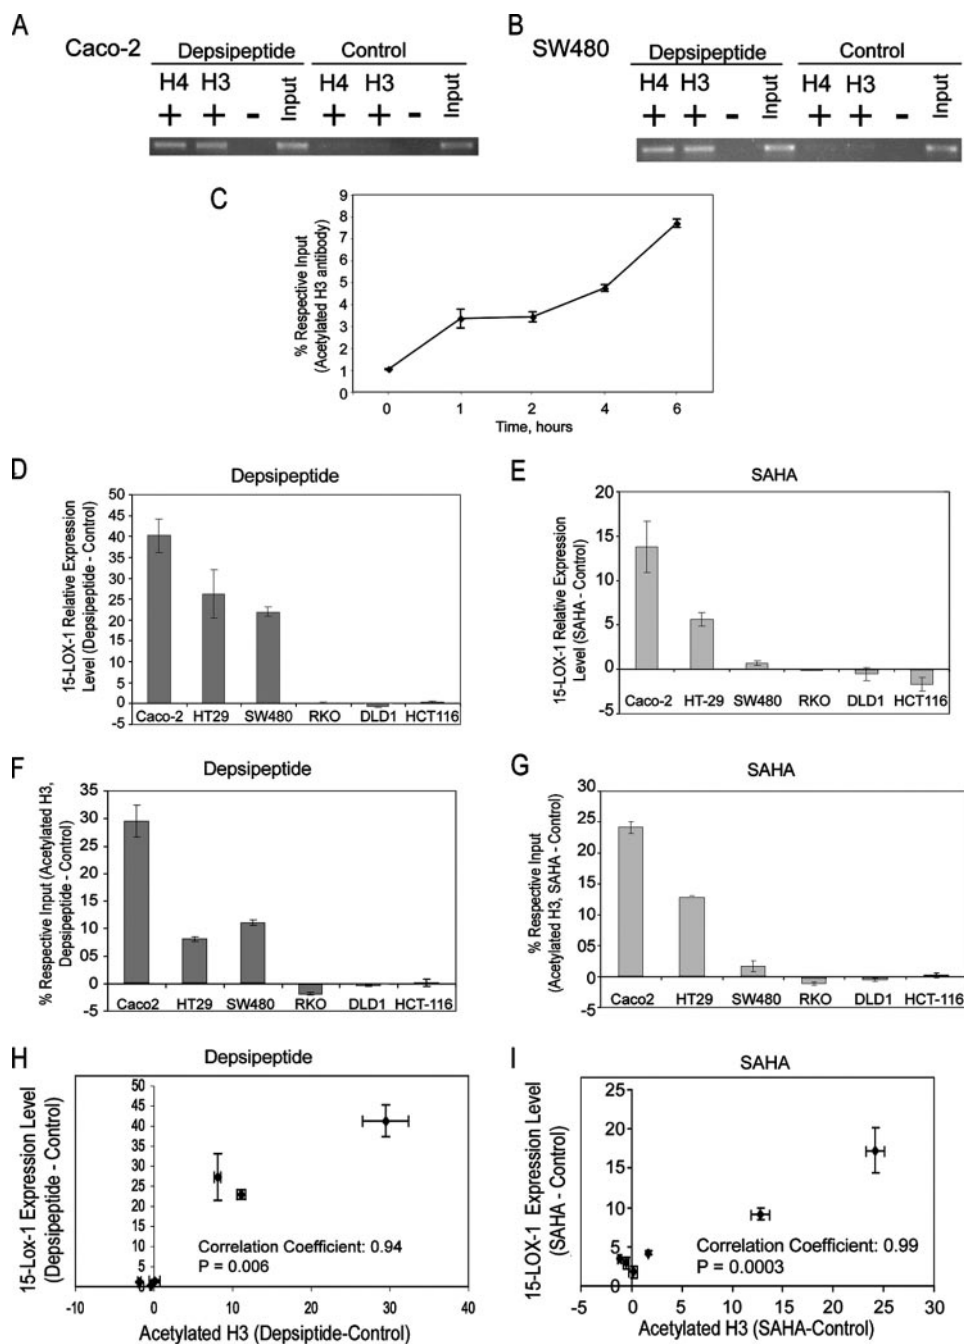 A
Caco-2
Depsipeptide Control
H4 H3 Input H4 H3 Input
+ + - + + -
B
SW480
Depsipeptide Control
H4 H3 Input H4 H3 Input
+ + - + + -
C
% Respective Input
(Acetylated H3 antibody)
9
8
7
6
5
4
3
2
1
0
0 1 2 4 6
Time, hours
D
Depsipeptide
15-LOX-1 Relative Expression
Level (Depsipeptide - Control)
50
45
40
35
30
25
20
15
10
5
0
-5
Caco-2 HT29 SW480 RKO DLD1 HCT116
E
SAHA
15-LOX-1 Relative Expression
Level (SAHA - Control)
20
15
10
5
0
-5
Caco-2 HT-29 SW480 RKO DLD1 HCT116
F
Depsipeptide
% Respective Input (Acetylated H3,
Depsipeptide - Control)
35
30
25
20
15
10
05
0
-5
Caco2 HT29 SW480 RKO DLD1 HCT-116
G
SAHA
% Respective Input
(Acetylated H3, SAHA - Control)
30
25
20
15
10
05
0
-5
Caco2 HT29 SW480 RKO DLD1 HCT-116
H
Depsipeptide
15-Lox-1 Expression Level
(Depsipeptide - Control)
50
45
40
35
30
25
20
15
10
5
0
Correlation Coefficient: 0.94
P = 0.006
-10 0 10 20 30 40
Acetylated H3 (Depsiptide-Control)
I
SAHA
15-LOX-1 Expression Level
(SAHA - Control)
25
20
15
10
5
0
Correlation Coefficient: 0.99
P = 0.0003
-5 0 5 10 15 20 25 30
Acetylated H3 (SAHA-Control)